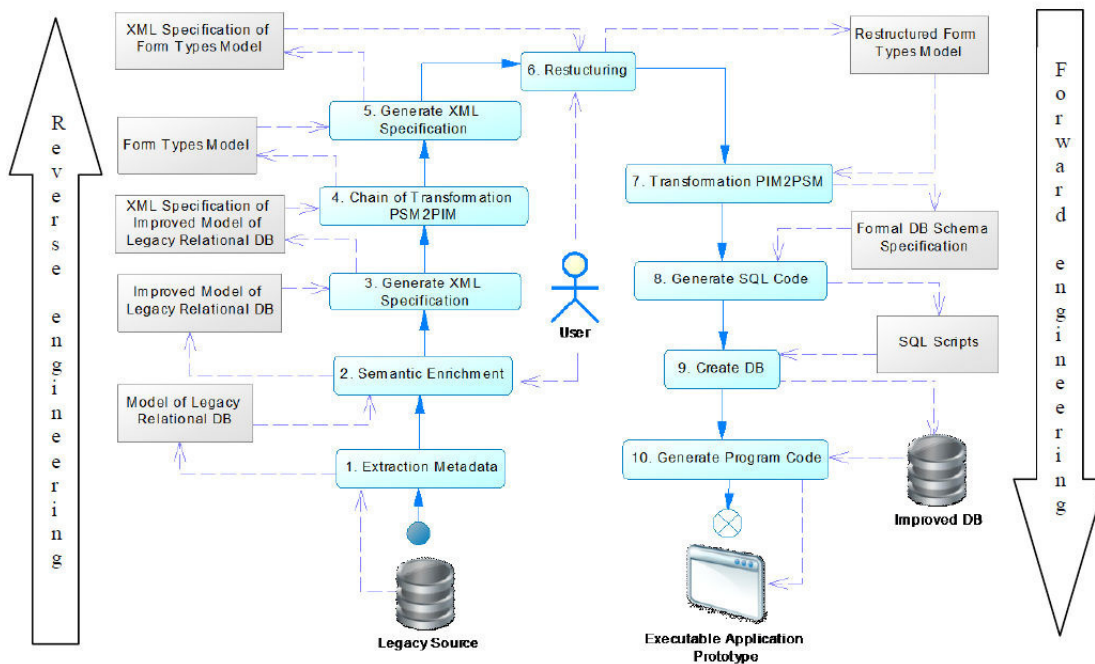 XML Specification of
Form Types Model
Restructured Form
Types Model
6. Restucturing
5. Generate XML
Specification
Form Types Model
7. Transformation PIM2PSM
4. Chain of Transformation
PSM2PIM
XML Specification of
Improved Model of
Legacy Relational DB
Formal DB Schema
Specification
3. Generate XML
Specification
8. Generate SQL Code
Improved Model of
Legacy Relational DB
User
SQL Scripts
2. Semantic Enrichment
9. Create DB
Model of Legacy
Relational DB
1. Extraction Metadata
10. Generate Program Code
Improved DB
Legacy Source
Executable Application
Prototype
Reverse engineering
Forward engineering